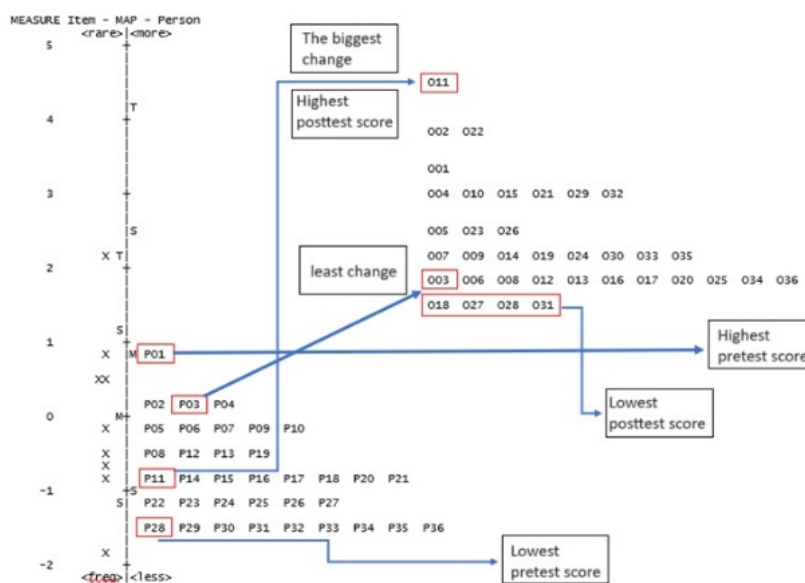 MEASURE Item - MAP - Person
<rare>|<more>
5
The biggest
change
O11
Highest
posttest score
T
4
O02 O22
O01
3
O04 O10 O15 O21 O29 O32
S
O05 O23 O26
X T
O07 O09 O14 O19 O24 O30 O33 O35
2
least change
O03 O06 O08 O12 O13 O16 O17 O20 O25 O34 O36
O18 O27 O28 O31
S
1
X M P01
Highest
pretest score
XX
P02 P03 P04
0 M
Lowest
posttest score
X P05 P06 P07 P09 P10
X P08 P12 P13 P19
X
X P11 P14 P15 P16 P17 P18 P20 P21
-1 S
S P22 P23 P24 P25 P26 P27
P28 P29 P30 P31 P32 P33 P34 P35 P36
X
Lowest
pretest score
-2
<freq>|<less>